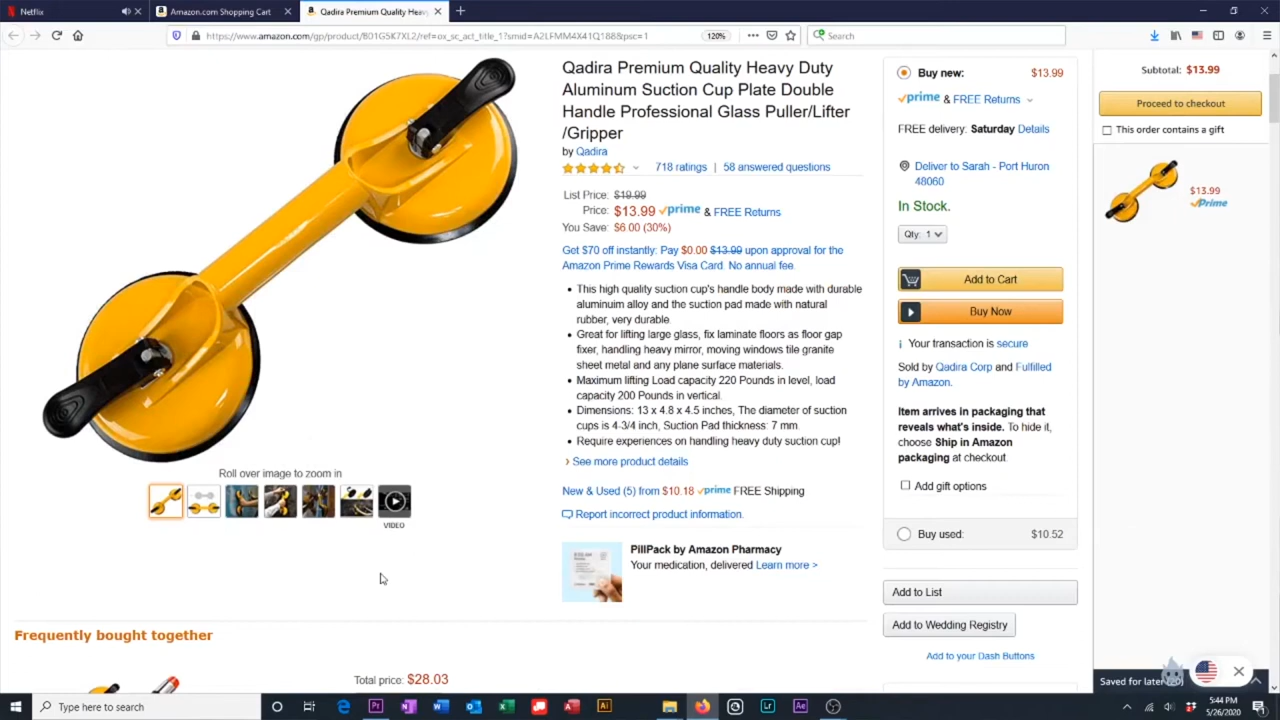 Netflix
Amazon.com Shopping Cart
Qadira Premium Quality Heavy
https://www.amazon.com/gp/product/B01G5K7XL2/ref=ox_sc_act_title_1?smid=A2LFMM4X41Q188&psc=1
120%
Search
Qadira Premium Quality Heavy Duty
Aluminum Suction Cup Plate Double
Handle Professional Glass Puller/Lifter
/Gripper
by Qadira
718 ratings | 58 answered questions
List Price: $19.99
Price: $13.99 prime & FREE Returns
You Save: $6.00 (30%)
Get $70 off instantly: Pay $0.00 $13.99 upon approval for the
Amazon Prime Rewards Visa Card. No annual fee.
• This high quality suction cup's handle body made with durable
aluminuim alloy and the suction pad made with natural
rubber, very durable.
• Great for lifting large glass, fix laminate floors as floor gap
fixer, handling heavy mirror, moving windows tile granite
sheet metal and any plane surface materials.
• Maximum lifting Load capacity 220 Pounds in level, load
capacity 200 Pounds in vertical.
• Dimensions: 13 x 4.8 x 4.5 inches, The diameter of suction
cups is 4-3/4 inch, Suction Pad thickness: 7 mm.
• Require experiences on handling heavy duty suction cup!
› See more product details
New & Used (5) from $10.18 prime FREE Shipping
Report incorrect product information.
PillPack by Amazon Pharmacy
Your medication, delivered Learn more >
Roll over image to zoom in
VIDEO
Frequently bought together
Total price: $28.03
Buy new: $13.99
prime & FREE Returns
FREE delivery: Saturday Details
Deliver to Sarah - Port Huron
48060
In Stock.
Qty: 1
Add to Cart
Buy Now
Your transaction is secure
Sold by Qadira Corp and Fulfilled
by Amazon.
Item arrives in packaging that
reveals what's inside. To hide it,
choose Ship in Amazon
packaging at checkout.
Add gift options
Buy used: $10.52
Add to List
Add to Wedding Registry
Add to your Dash Buttons
Subtotal: $13.99
Proceed to checkout
This order contains a gift
$13.99
Prime
Saved for later
Type here to search
5:44 PM
5/26/2020